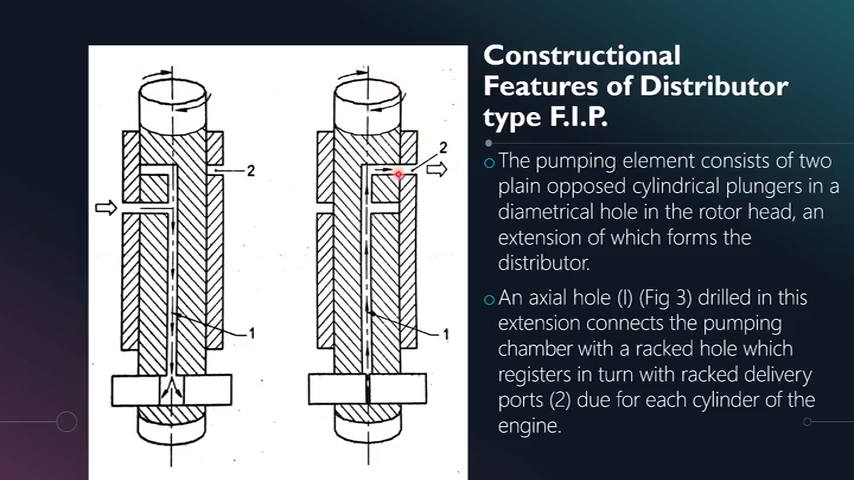 Constructional
Features of Distributor
type F.I.P.
The pumping element consists of two
plain opposed cylindrical plungers in a
diametrical hole in the rotor head, an
extension of which forms the
distributor.
An axial hole (I) (Fig 3) drilled in this
extension connects the pumping
chamber with a racked hole which
registers in turn with racked delivery
ports (2) due for each cylinder of the
engine.
2
1
2
1